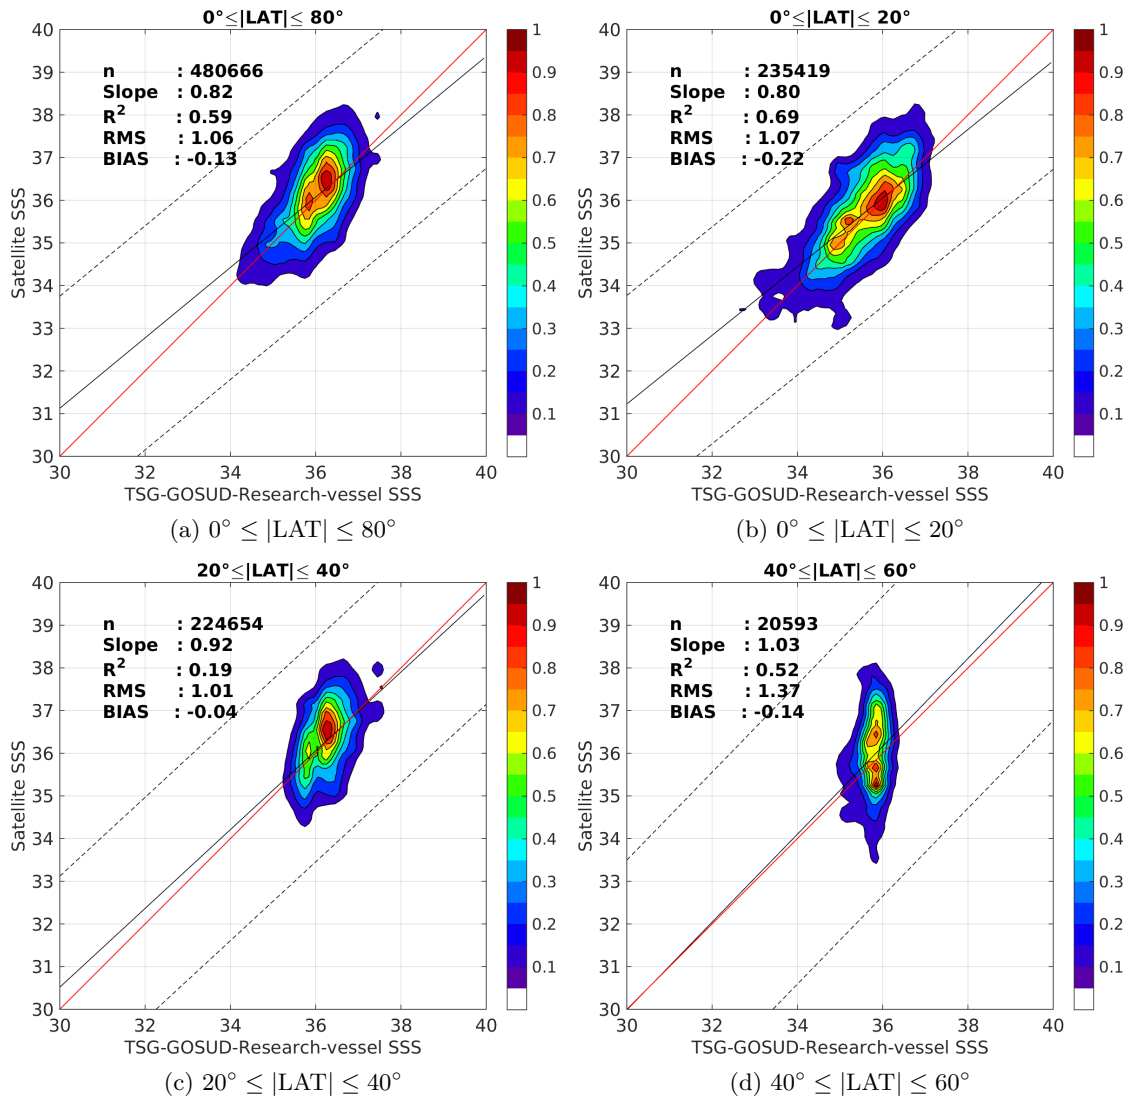 0°≤|LAT|≤ 80°
n : 480666
Slope : 0.82
R² : 0.59
RMS : 1.06
BIAS : -0.13
40
39
38
37
36
35
34
33
32
31
30
Satellite SSS
30 32 34 36 38 40
TSG-GOSUD-Research-vessel SSS
1
0.9
0.8
0.7
0.6
0.5
0.4
0.3
0.2
0.1
(a) 0° ≤ |LAT| ≤ 80°
0°≤|LAT|≤ 20°
n : 235419
Slope : 0.80
R² : 0.69
RMS : 1.07
BIAS : -0.22
40
39
38
37
36
35
34
33
32
31
30
Satellite SSS
30 32 34 36 38 40
TSG-GOSUD-Research-vessel SSS
1
0.9
0.8
0.7
0.6
0.5
0.4
0.3
0.2
0.1
(b) 0° ≤ |LAT| ≤ 20°
20°≤|LAT|≤ 40°
n : 224654
Slope : 0.92
R² : 0.19
RMS : 1.01
BIAS : -0.04
40
39
38
37
36
35
34
33
32
31
30
Satellite SSS
30 32 34 36 38 40
TSG-GOSUD-Research-vessel SSS
1
0.9
0.8
0.7
0.6
0.5
0.4
0.3
0.2
0.1
(c) 20° ≤ |LAT| ≤ 40°
40°≤|LAT|≤ 60°
n : 20593
Slope : 1.03
R² : 0.52
RMS : 1.37
BIAS : -0.14
40
39
38
37
36
35
34
33
32
31
30
Satellite SSS
30 32 34 36 38 40
TSG-GOSUD-Research-vessel SSS
1
0.9
0.8
0.7
0.6
0.5
0.4
0.3
0.2
0.1
(d) 40° ≤ |LAT| ≤ 60°